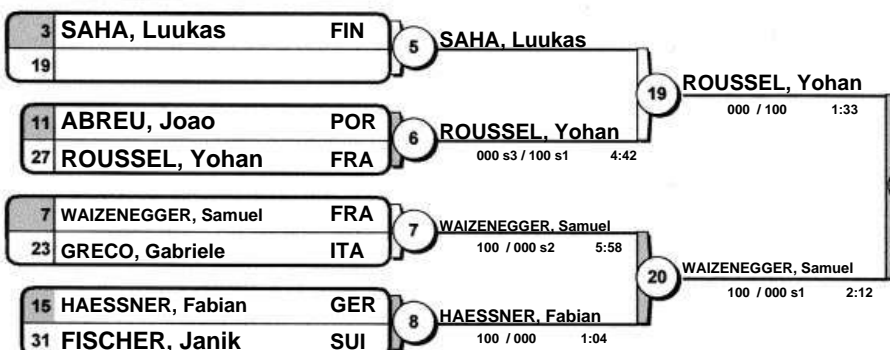 3 SAHA, Luukas FIN
19
5
SAHA, Luukas
11 ABREU, Joao POR
27 ROUSSEL, Yohan FRA
6
ROUSSEL, Yohan
000 s3 / 100 s1 4:42
19
ROUSSEL, Yohan
000 / 100 1:33
7 WAIZENEGGER, Samuel FRA
23 GRECO, Gabriele ITA
7
WAIZENEGGER, Samuel
100 / 000 s2 5:58
15 HAESSNER, Fabian GER
31 FISCHER, Janik SUI
8
HAESSNER, Fabian
100 / 000 1:04
20
WAIZENEGGER, Samuel
100 / 000 s1 2:12